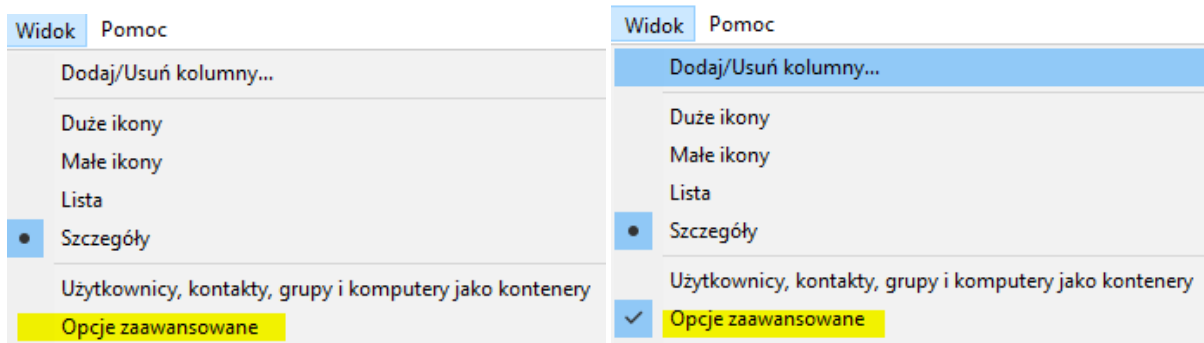 Widok Pomoc
Dodaj/Usuń kolumny...
Duże ikony
Małe ikony
Lista
Szczegóły
Użytkownicy, kontakty, grupy i komputery jako kontenery
Opcje zaawansowane
Widok Pomoc
Dodaj/Usuń kolumny...
Duże ikony
Małe ikony
Lista
Szczegóły
Użytkownicy, kontakty, grupy i komputery jako kontenery
Opcje zaawansowane